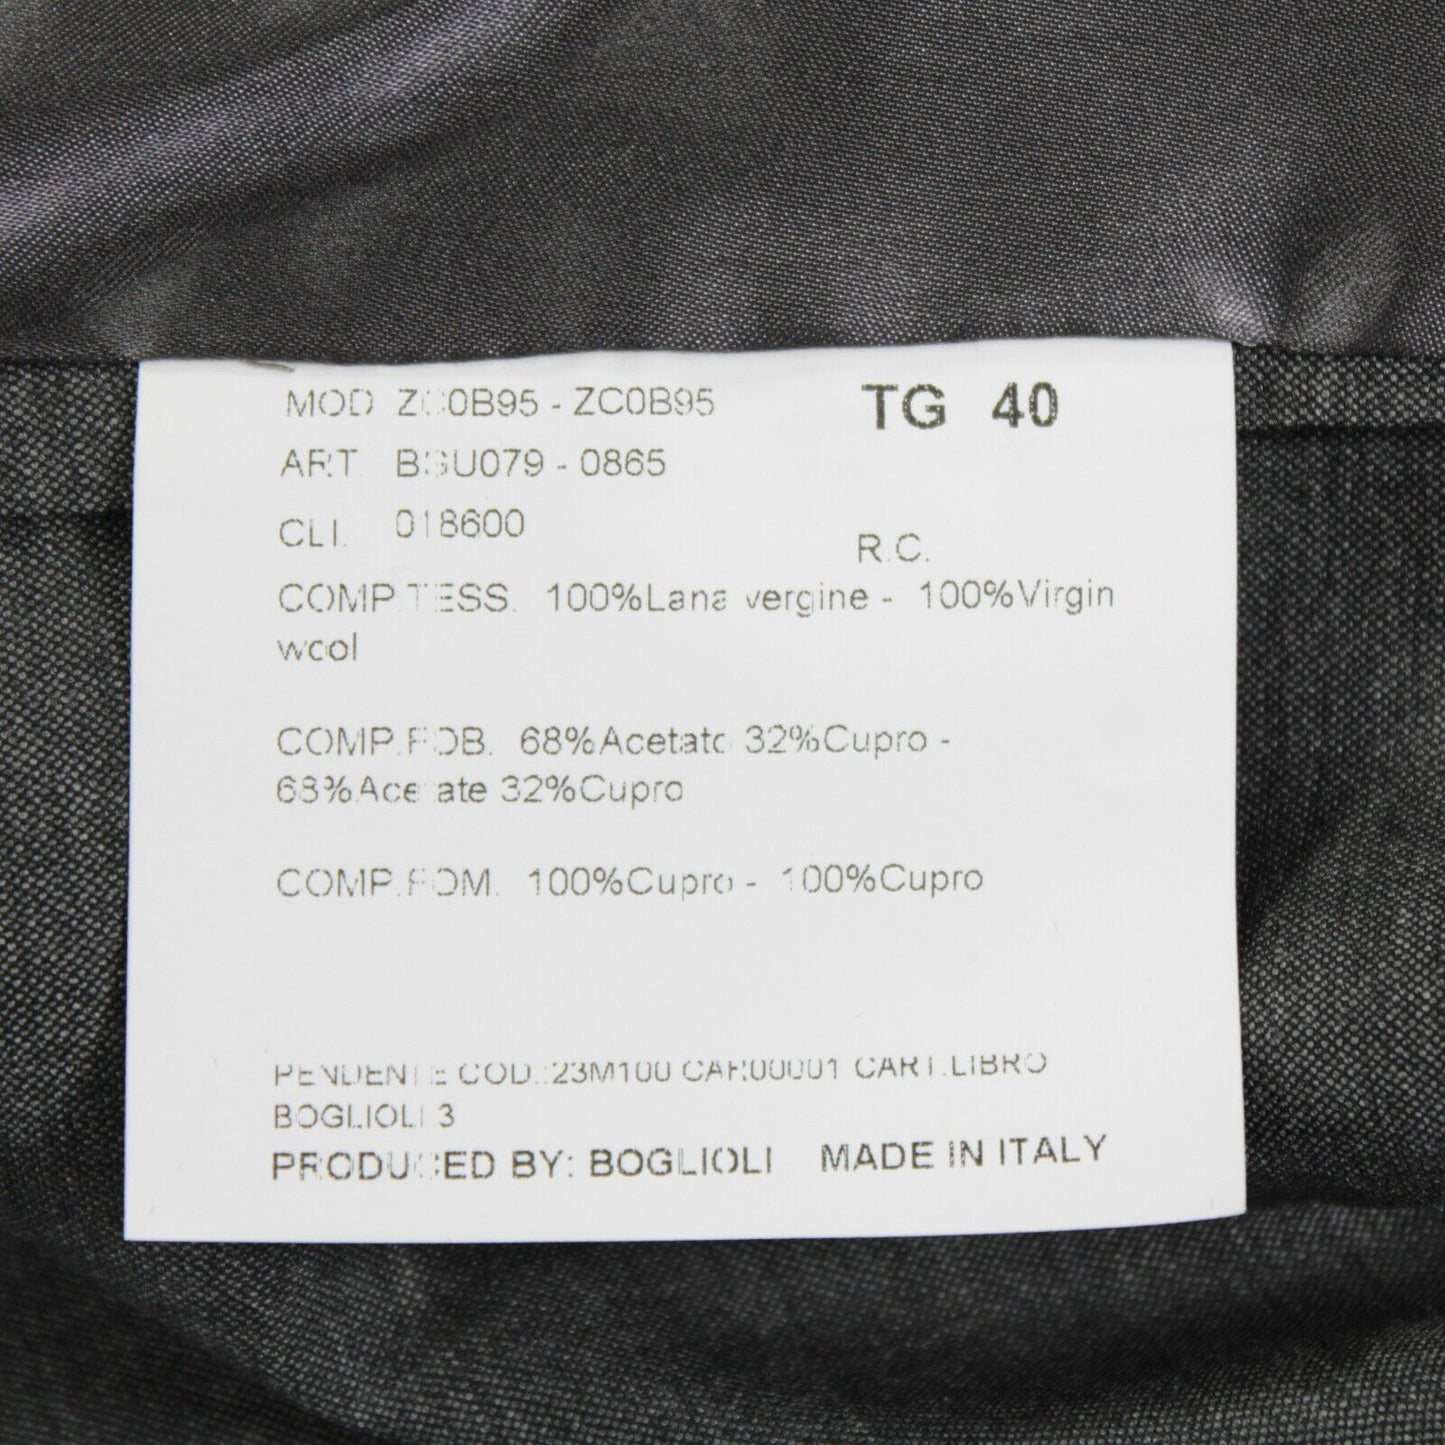 MOD ZC0B95 - ZC0B95 TG 40
ART. BGU079 - 0865
CLI. 018600
R.C.
COMP.TESS. 100%Lana vergine - 100%Virgin
wool
COMP.FOB. 68%Acetato 32%Cupro -
68%Acetate 32%Cupro
COMP.FOM. 100%Cupro - 100%Cupro
PENDENTE COD.:23M100 CAR00001 CART.LIBRO
BOGLIOLI 3
PRODUCED BY: BOGLIOLI MADE IN ITALY